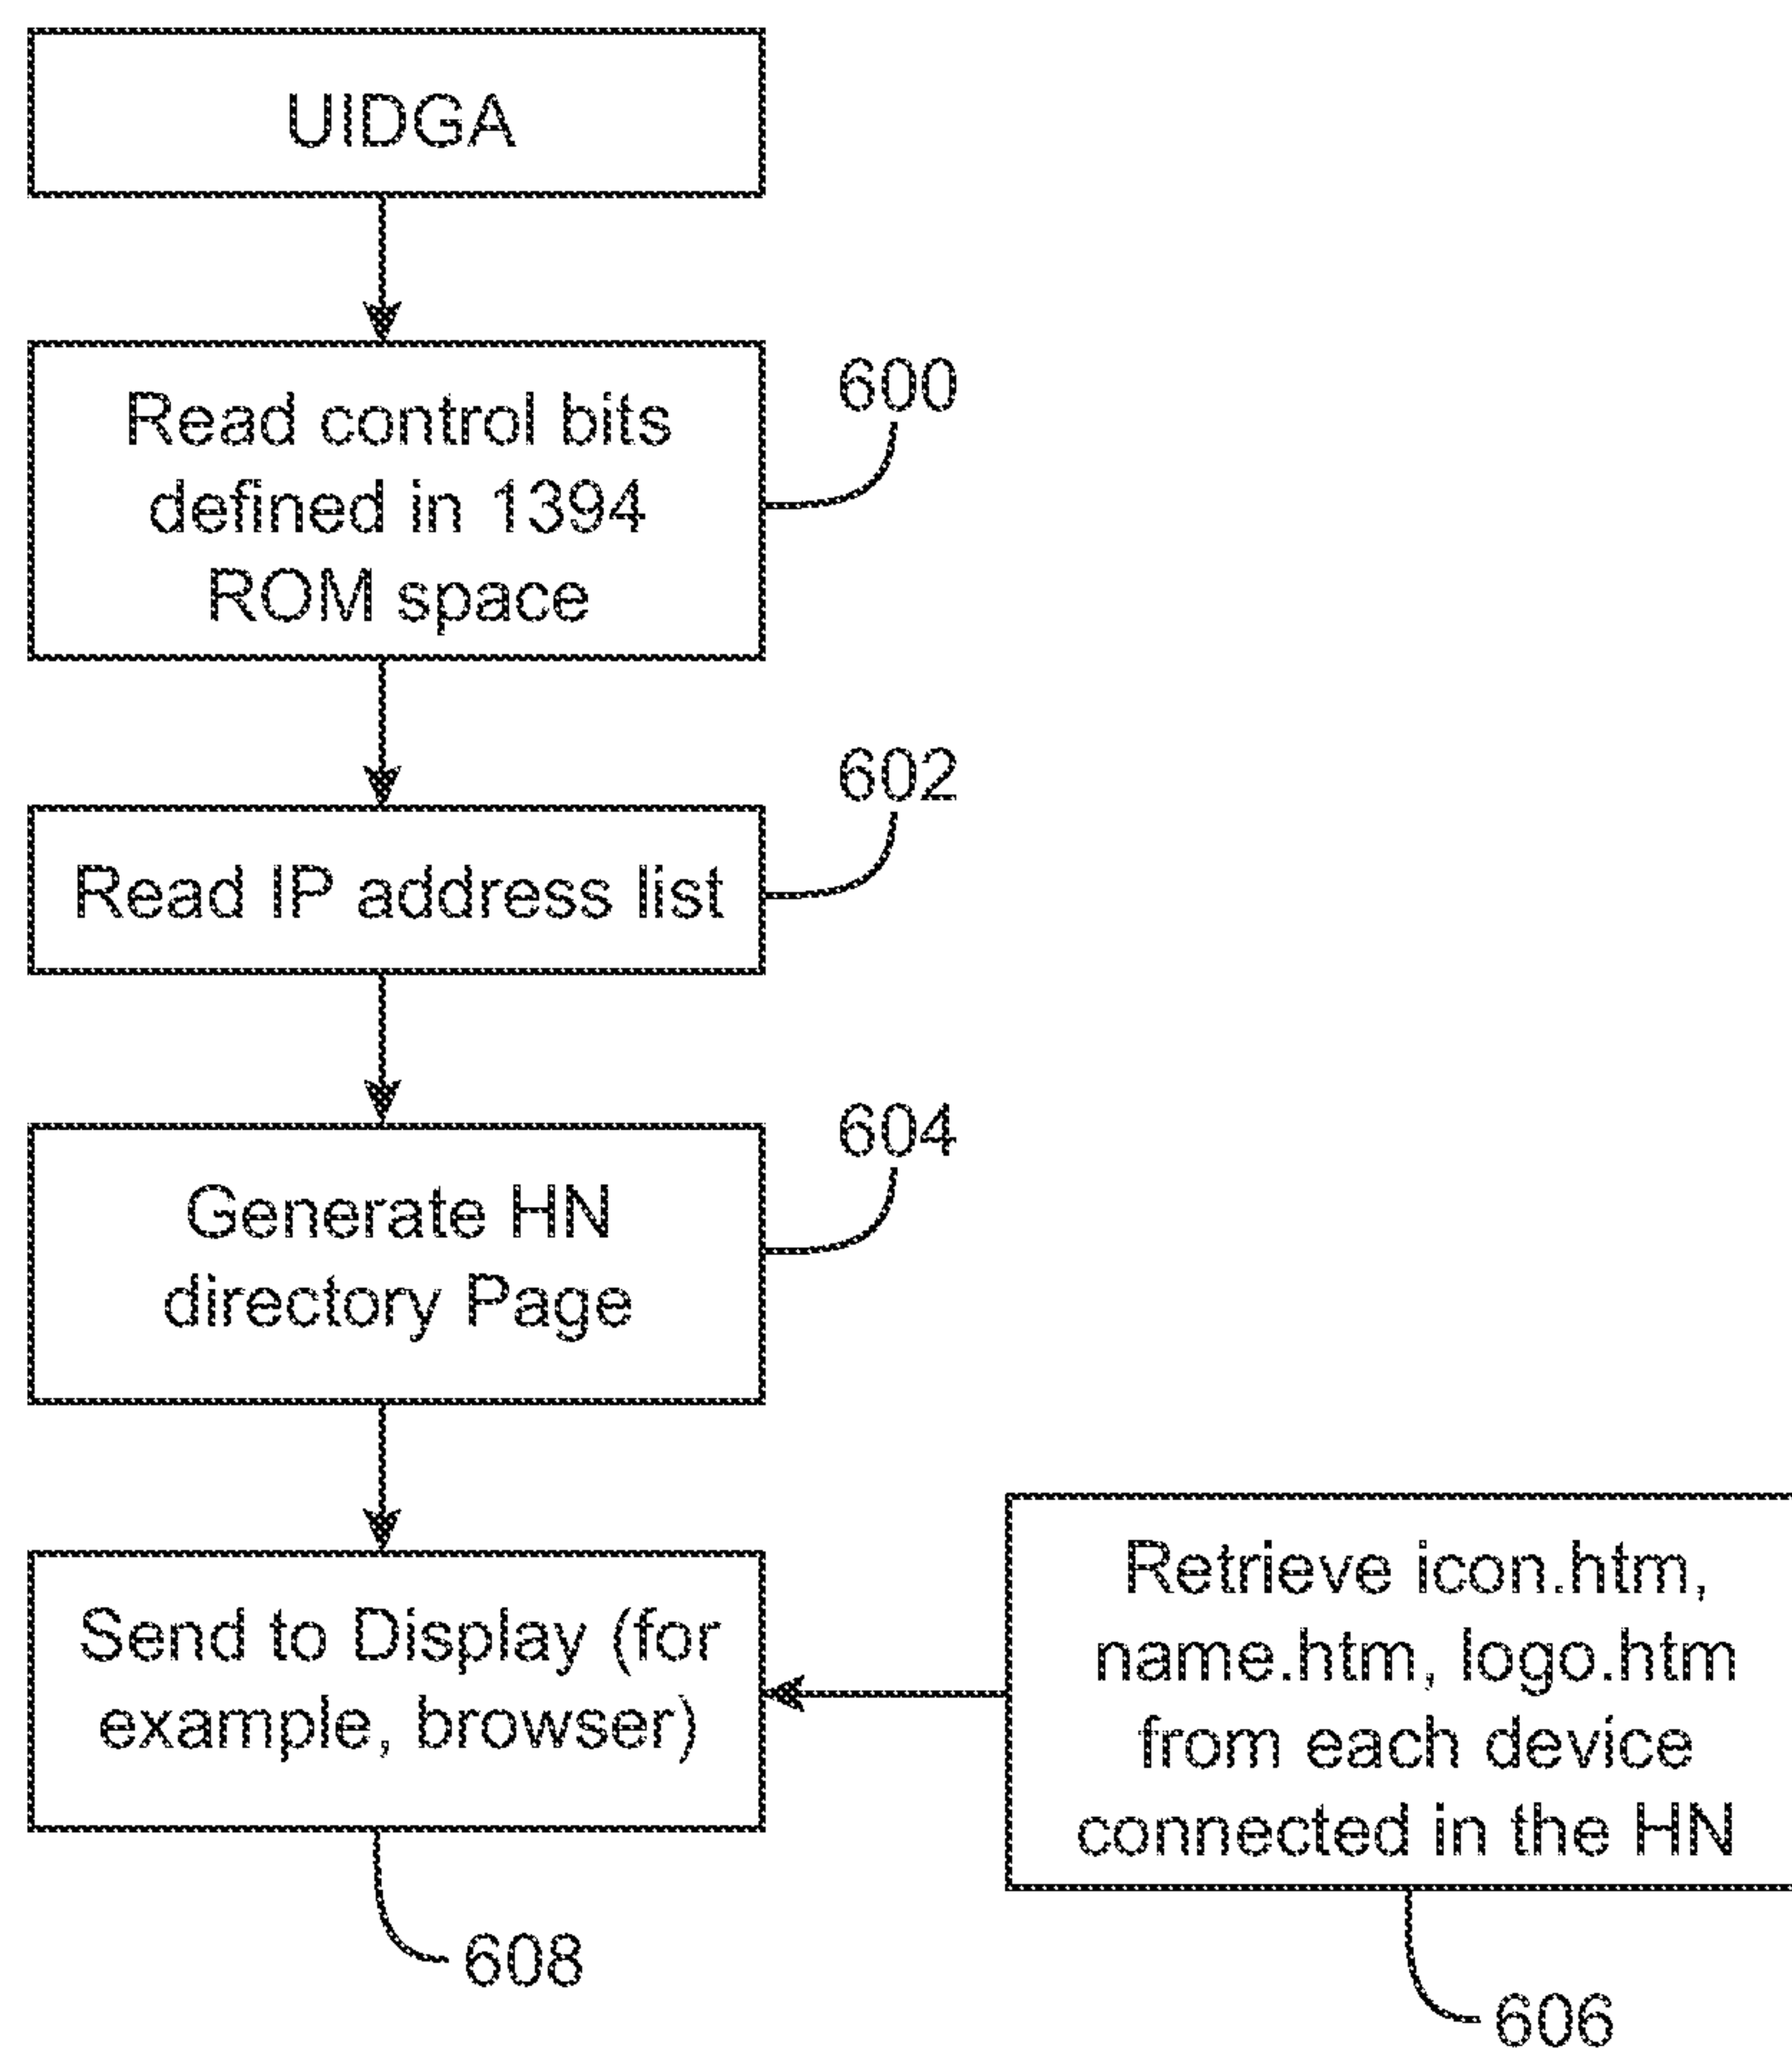 UIDGA
Read control bits
defined in 1394
ROM space
600
Read IP address list
602
Generate HN
directory Page
604
Send to Display (for
example, browser)
608
Retrieve icon.htm,
name.htm, logo.htm
from each device
connected in the HN
606